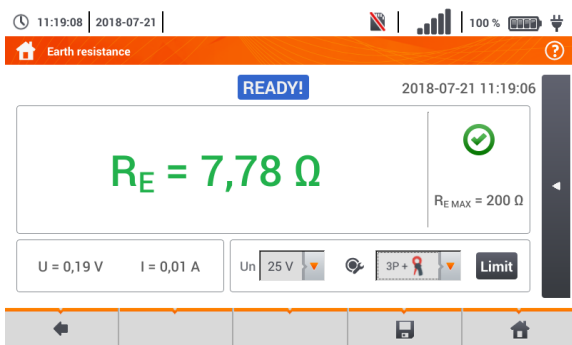 11:19:08 2018-07-21 100 %
Earth resistance ?
READY! 2018-07-21 11:19:06
RE = 7,78 Ω
RE MAX = 200 Ω
U = 0,19 V I = 0,01 A Un 25 V 3P + Limit